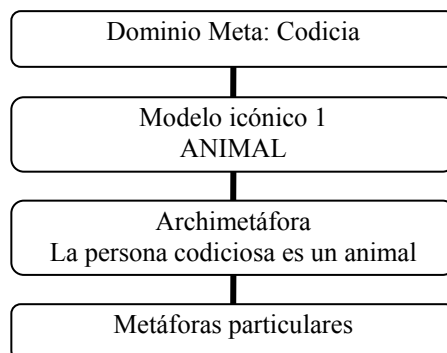 Dominio Meta: Codicia
Modelo icónico 1
ANIMAL
Archimetáfora
La persona codiciosa es un animal
Metáforas particulares